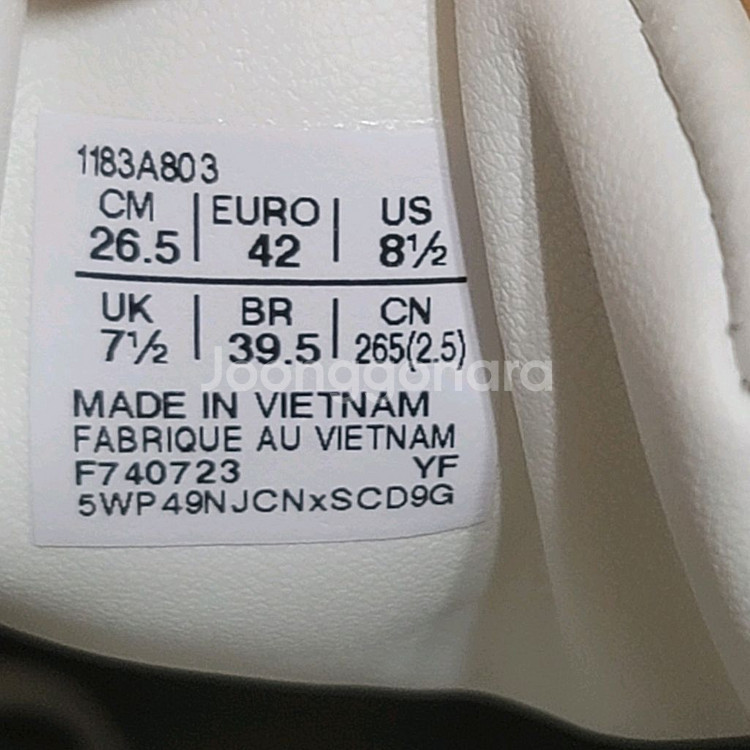 1183A803
CM | EURO | US
26.5 | 42 | 8½
UK | BR | CN
7½ | 39.5 | 265(2.5)
Joonggonara
MADE IN VIETNAM
FABRIQUE AU VIETNAM
F740723 YF
5WP49NJCNxSCD9G